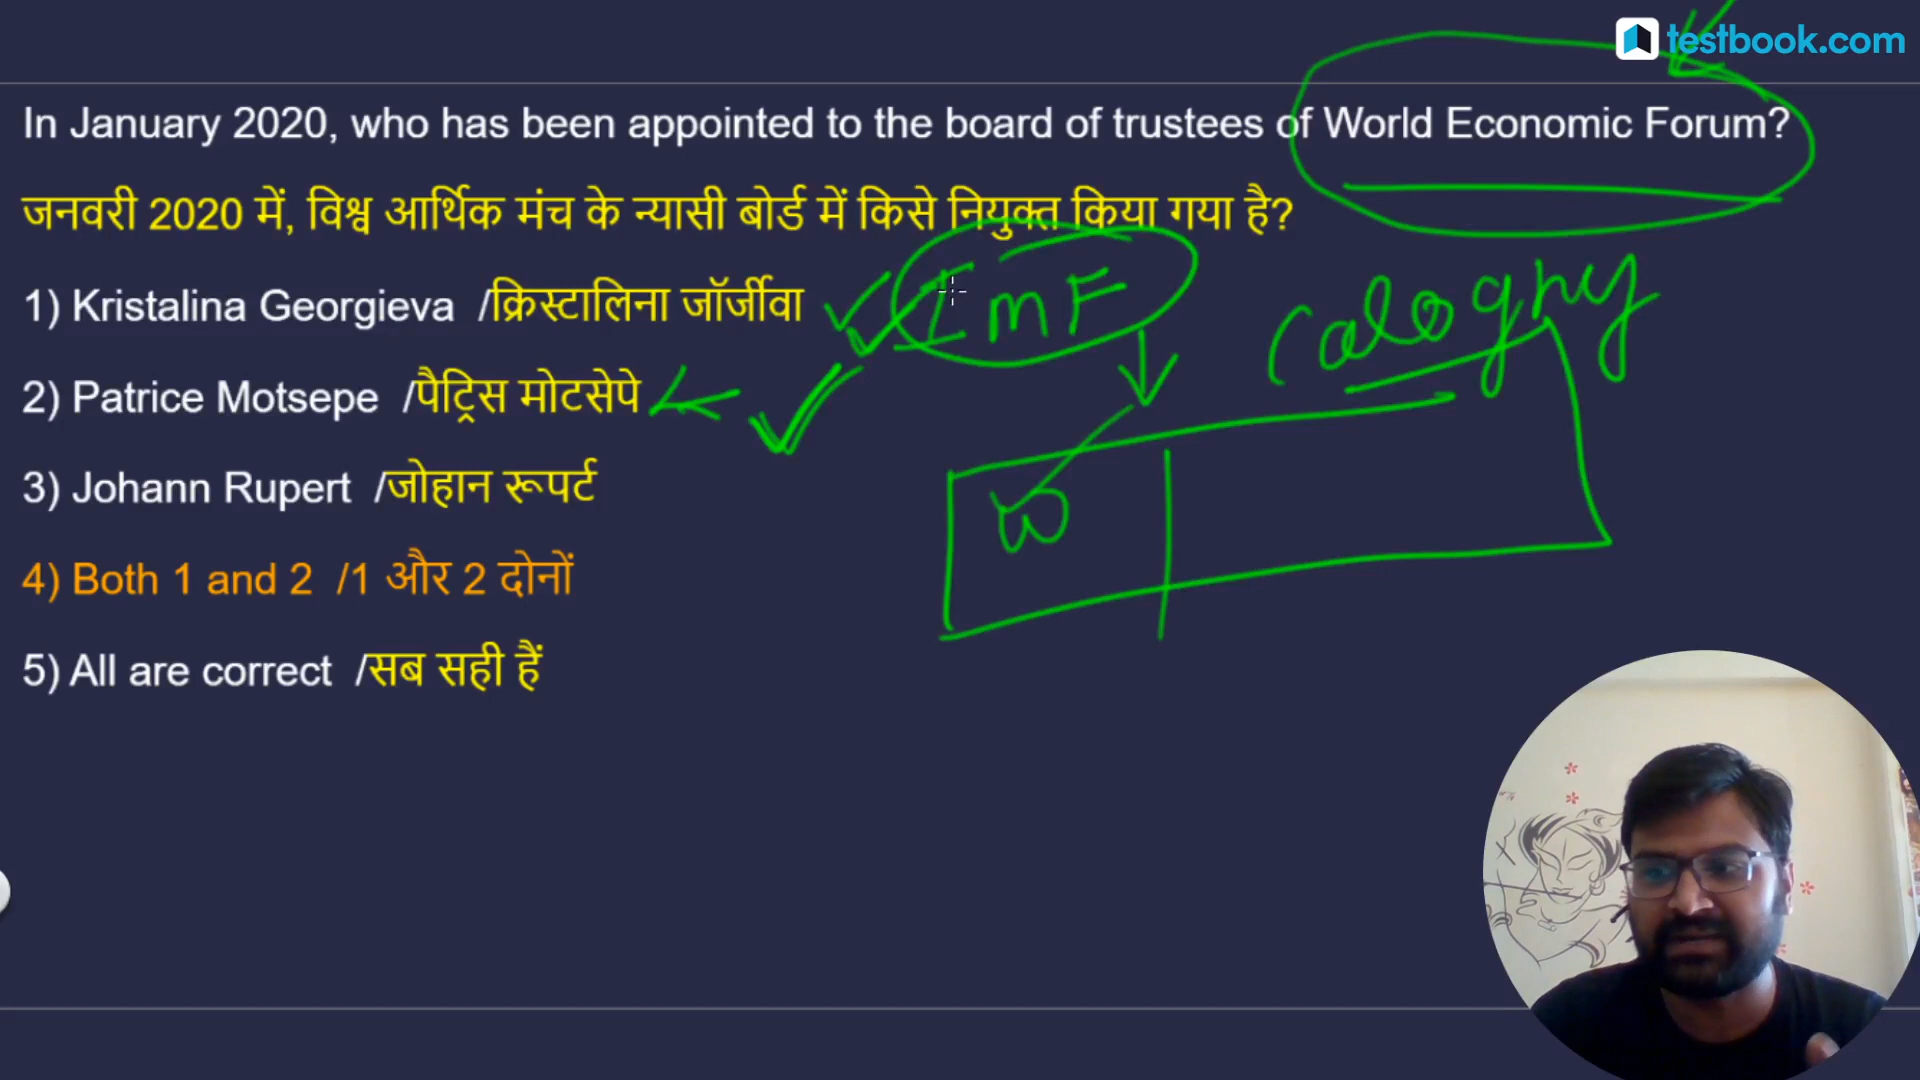 testbook.com
In January 2020, who has been appointed to the board of trustees of World Economic Forum?
जनवरी 2020 में, विश्व आर्थिक मंच के न्यासी बोर्ड में किसे नियुक्त किया गया है?
1) Kristalina Georgieva /क्रिस्टालिना जॉर्जीवा
ImF
Cologny
2) Patrice Motsepe /पैट्रिस मोटसेपे
3) Johann Rupert /जोहान रूपर्ट
4) Both 1 and 2 /1 और 2 दोनों
5) All are correct /सब सही हैं